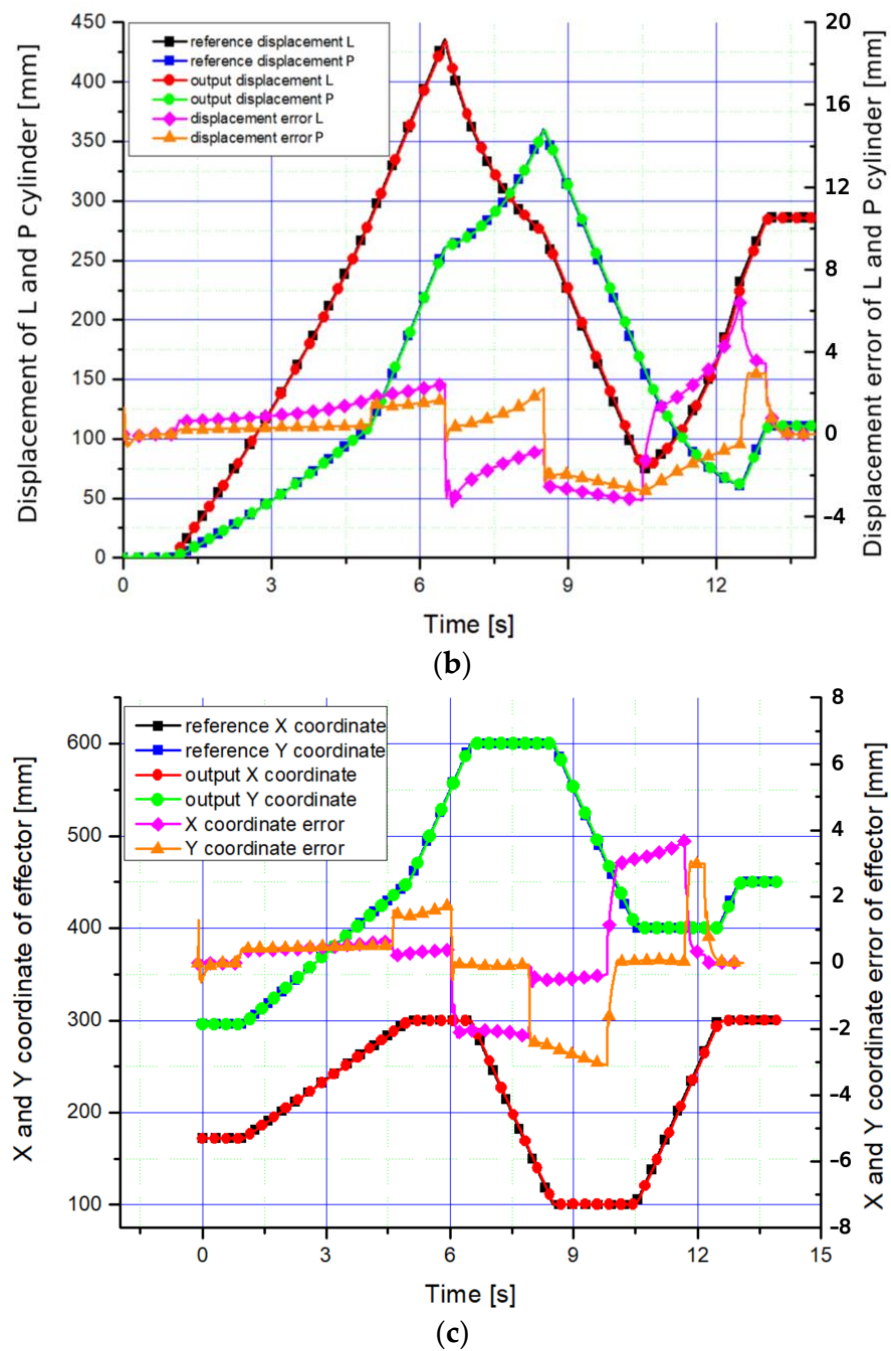 450
400
350
300
250
200
150
100
50
0
Displacement of L and P cylinder [mm]
reference displacement L
reference displacement P
output displacement L
output displacement P
displacement error L
displacement error P
20
16
12
8
4
0
−4
Displacement error of L and P cylinder [mm]
0 3 6 9 12
Time [s]
(b)
600
500
400
300
200
100
X and Y coordinate of effector [mm]
reference X coordinate
reference Y coordinate
output X coordinate
output Y coordinate
X coordinate error
Y coordinate error
8
6
4
2
0
−2
−4
−6
−8
X and Y coordinate error of effector [mm]
0 3 6 9 12 15
Time [s]
(c)